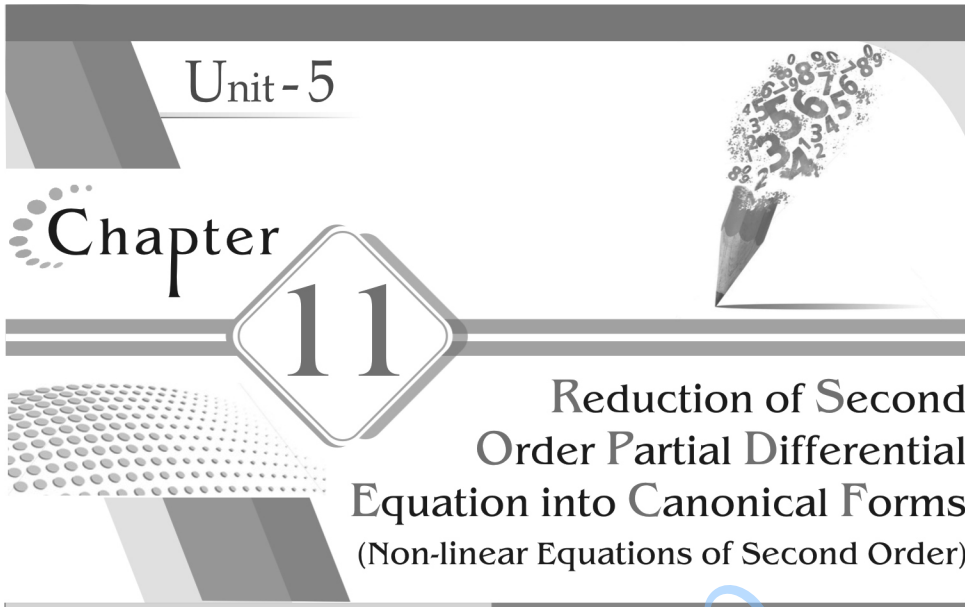 Unit-5
Chapter
11
Reduction of Second
Order Partial Differential
Equation into Canonical Forms
(Non-linear Equations of Second Order)